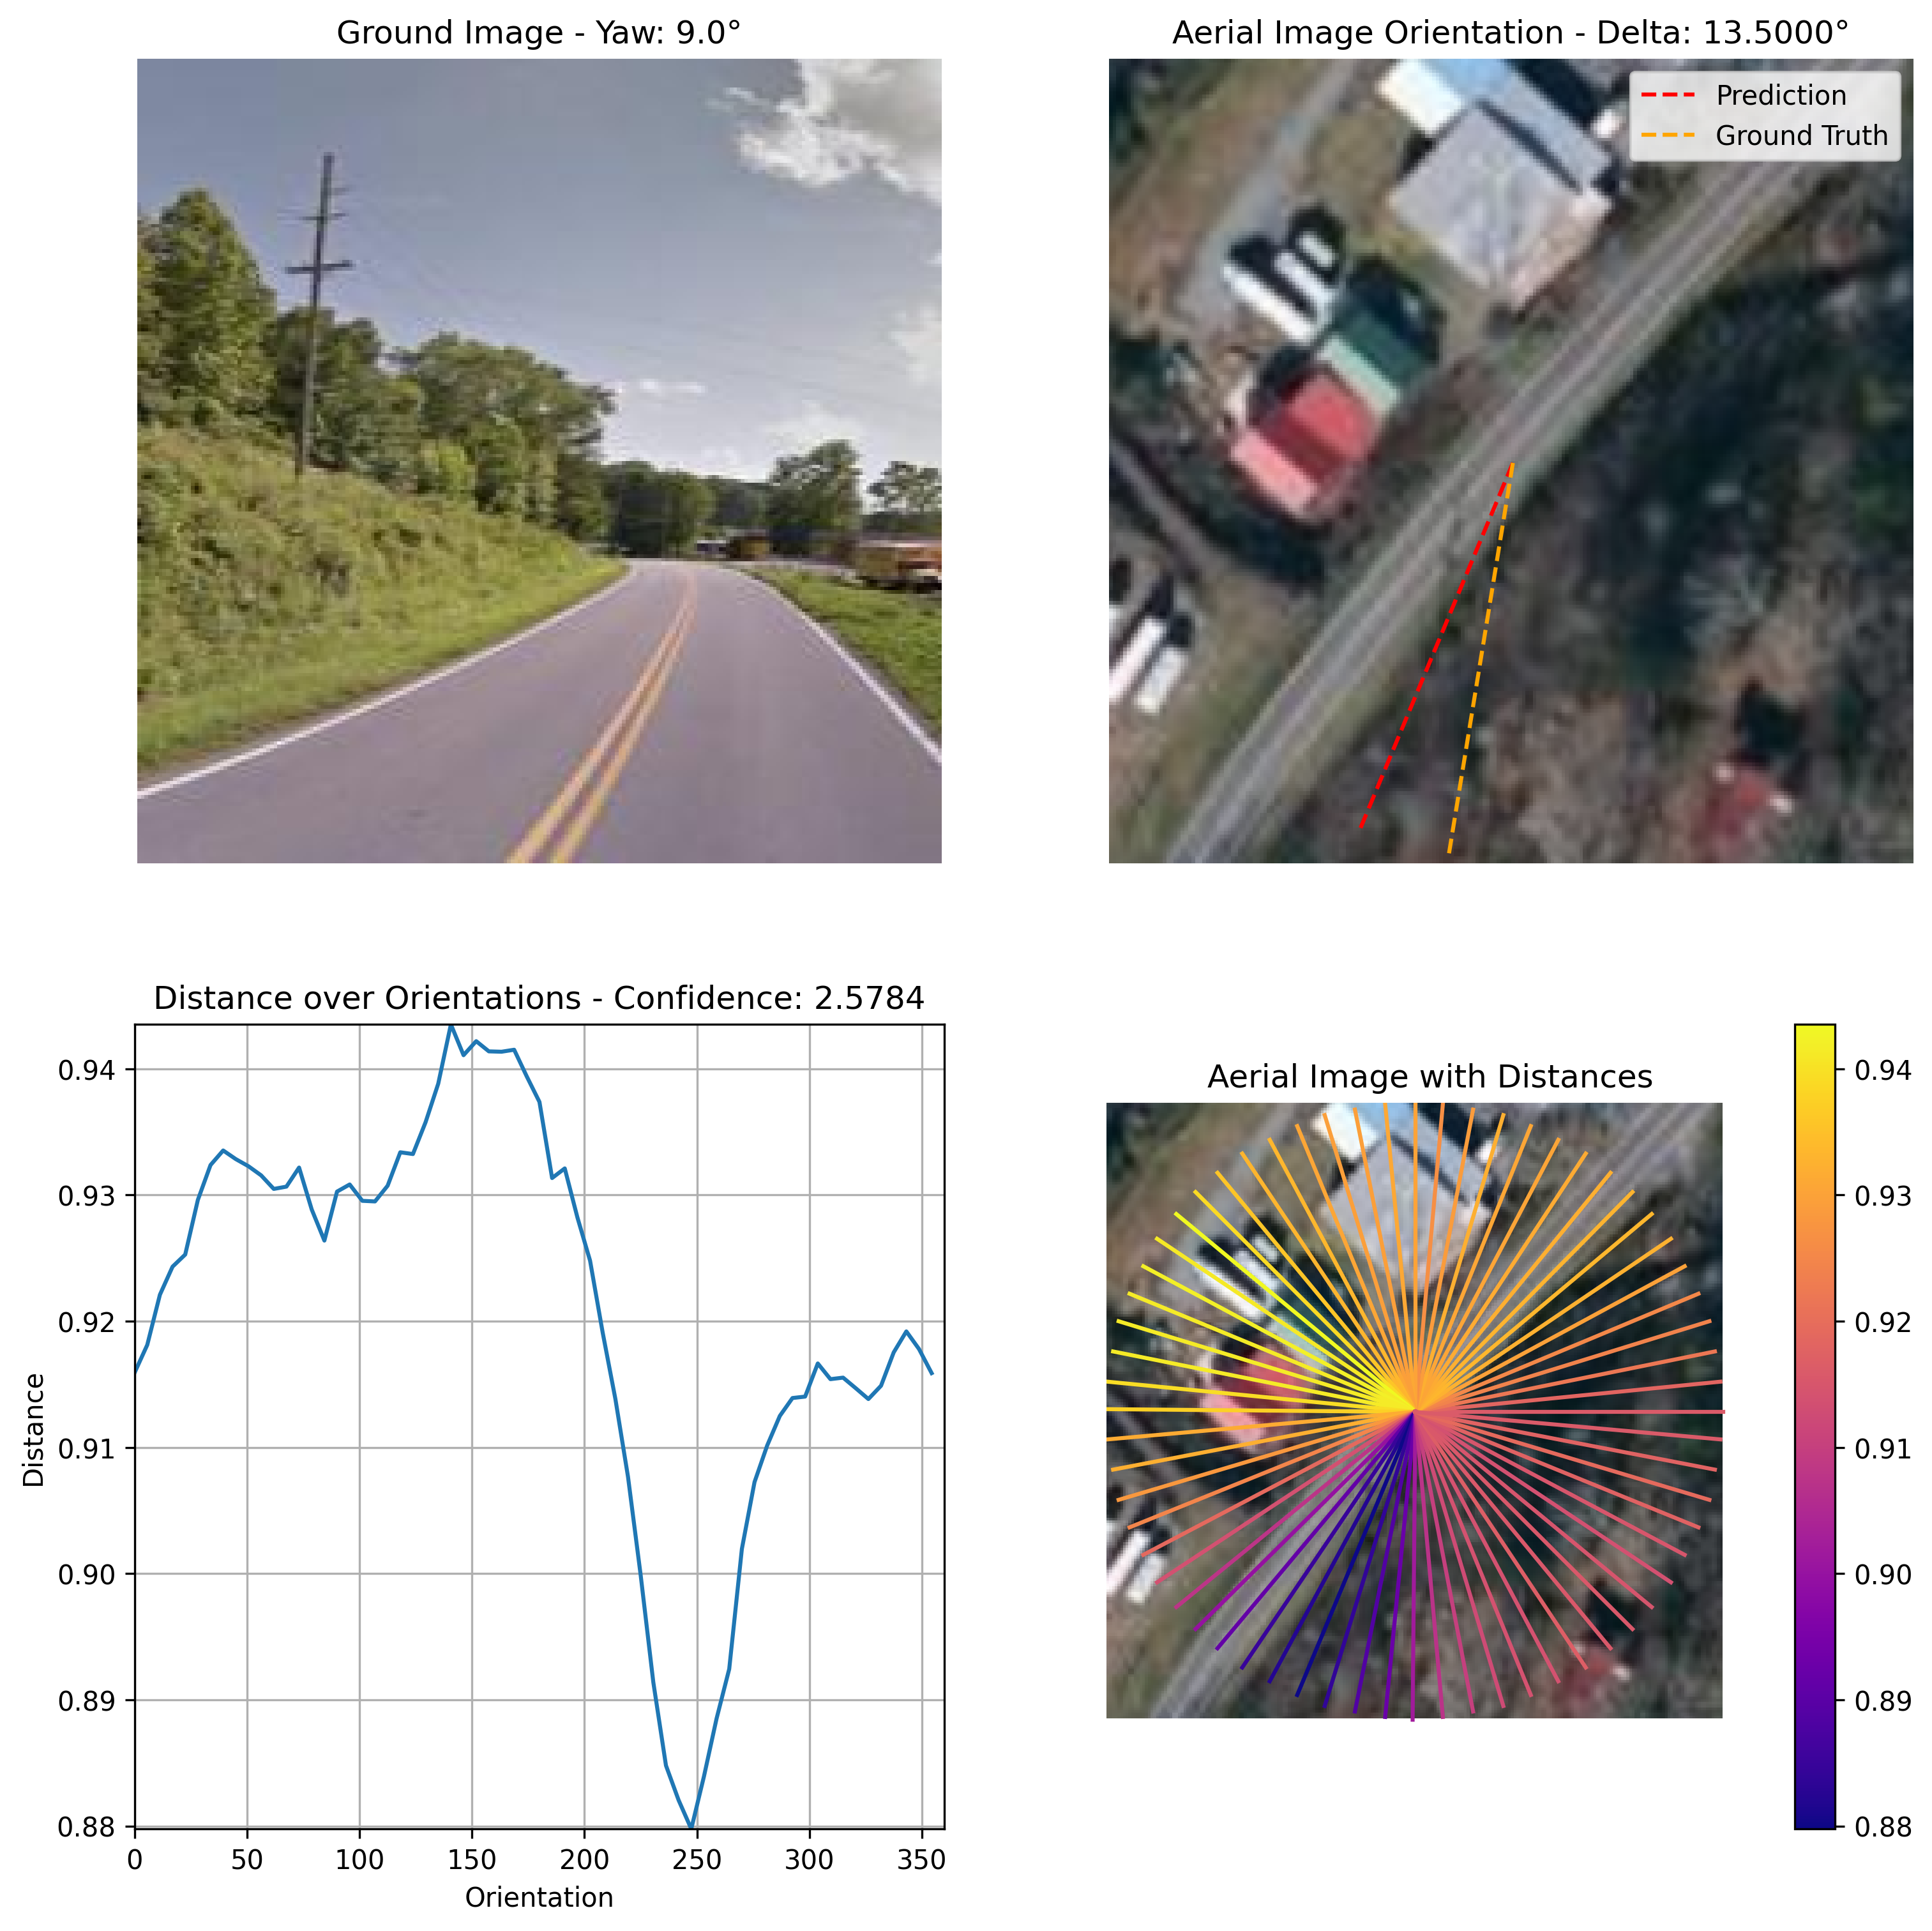 Ground Image - Yaw: 9.0°
Aerial Image Orientation - Delta: 13.5000°
Prediction
Ground Truth
Distance over Orientations - Confidence: 2.5784
0.94
0.93
0.92
0.91
0.90
0.89
0.88
Distance
0 50 100 150 200 250 300 350
Orientation
Aerial Image with Distances
0.94
0.93
0.92
0.91
0.90
0.89
0.88